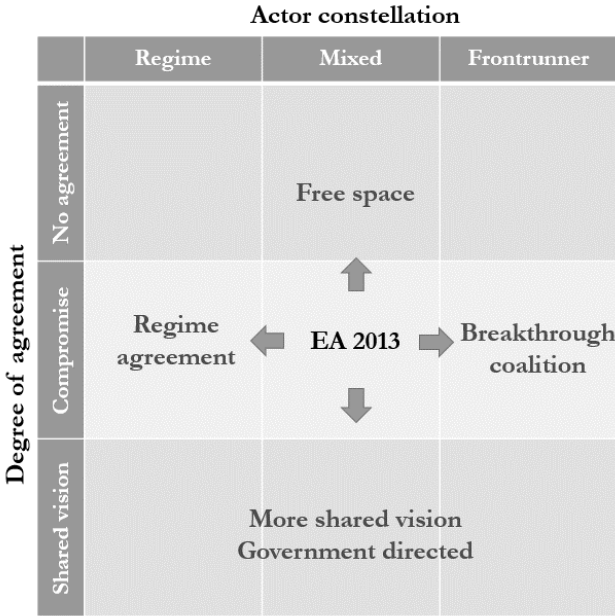 Actor constellation
Regime
Mixed
Frontrunner
Degree of agreement
No agreement
Free space
Compromise
Regime
agreement
EA 2013
Breakthrough
coalition
Shared vision
More shared vision
Government directed